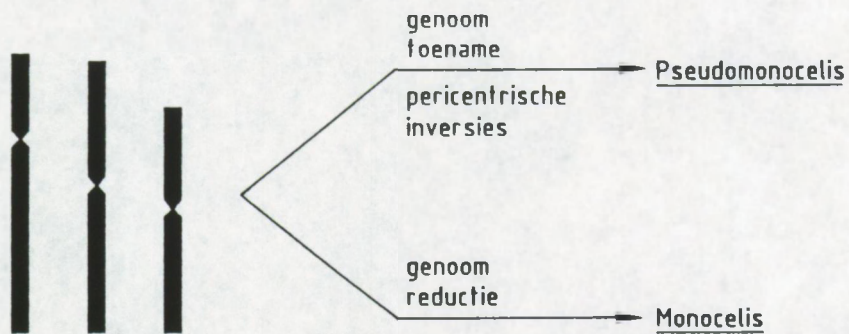 genoom
toename
Pseudomonocelis
pericentrische
inversies
genoom
reductie
Monocelis